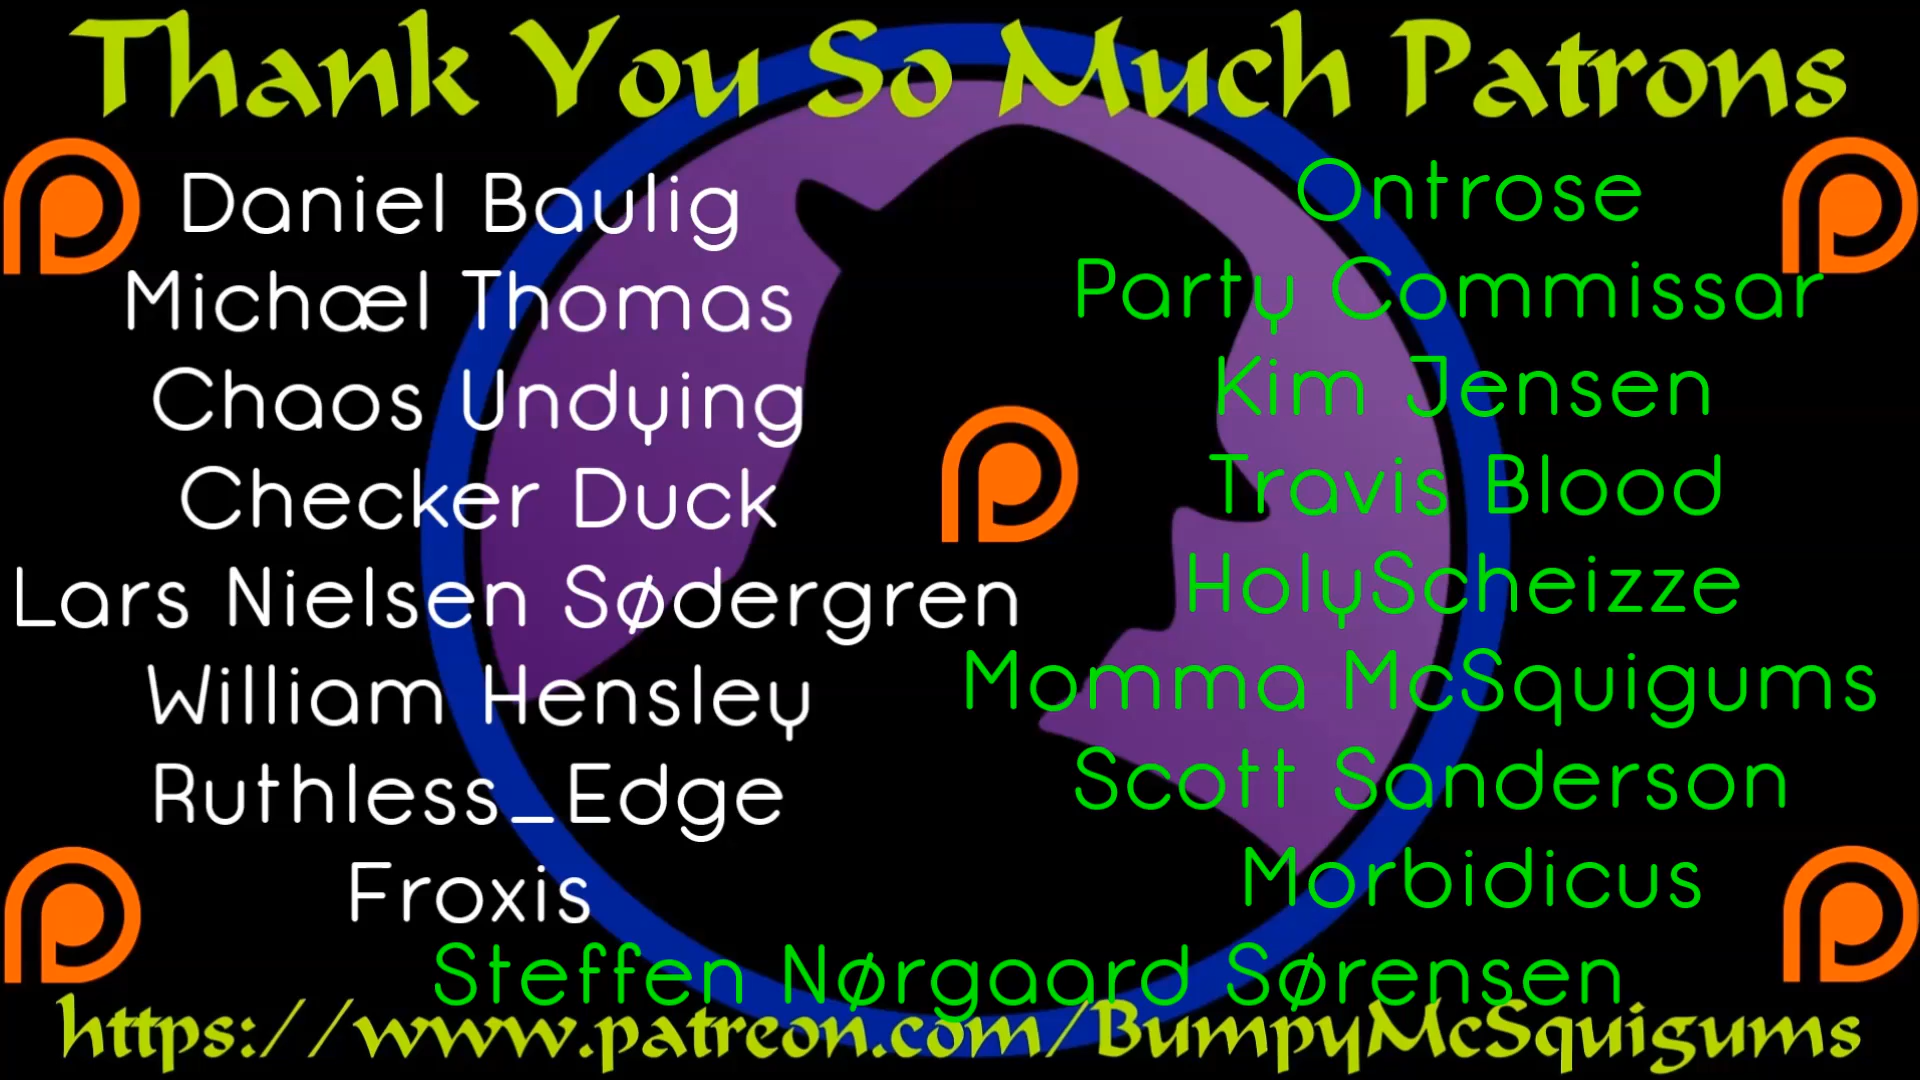 Thank You So Much Patrons
Daniel Baulig
Michæl Thomas
Chaos Undying
Checker Duck
Lars Nielsen Sødergren
William Hensley
Ruthless_Edge
Froxis
Ontrose
Party Commissar
Kim Jensen
Travis Blood
HolyScheizze
Momma McSquigums
Scott Sanderson
Morbidicus
Steffen Nørgaard Sørensen
https://www.patreon.com/BumpyMcSquigums